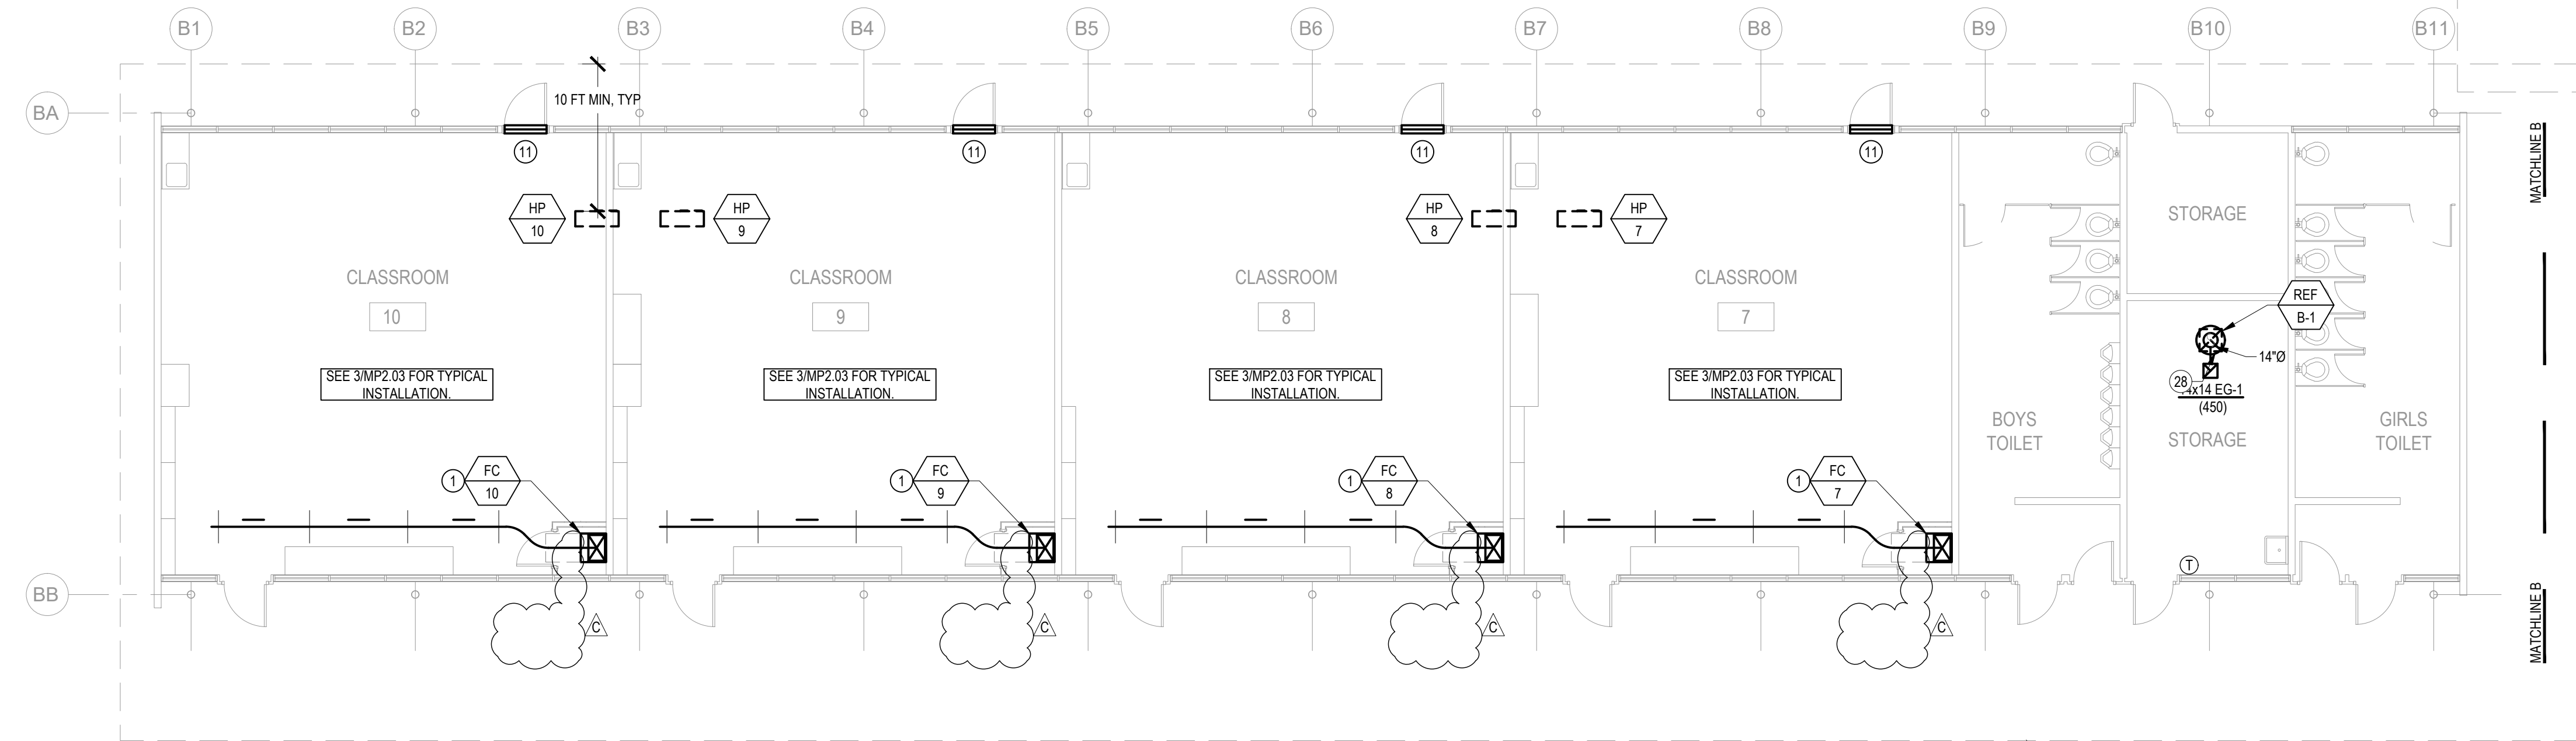 B1
B2
B3
B4
B5
B6
B7
B8
B9
B10
B11
BA
10 FT MIN, TYP
11
11
11
11
MATCHLINE B
HP
10
HP
9
HP
8
HP
7
STORAGE
CLASSROOM
10
CLASSROOM
9
CLASSROOM
8
CLASSROOM
7
REF
B-1
14"Ø
SEE 3/MP2.03 FOR TYPICAL
INSTALLATION.
SEE 3/MP2.03 FOR TYPICAL
INSTALLATION.
SEE 3/MP2.03 FOR TYPICAL
INSTALLATION.
SEE 3/MP2.03 FOR TYPICAL
INSTALLATION.
28
EG-1
(450)
BOYS
TOILET
STORAGE
GIRLS
TOILET
1
FC
10
1
FC
9
1
FC
8
1
FC
7
T
BB
C
C
C
C
MATCHLINE B